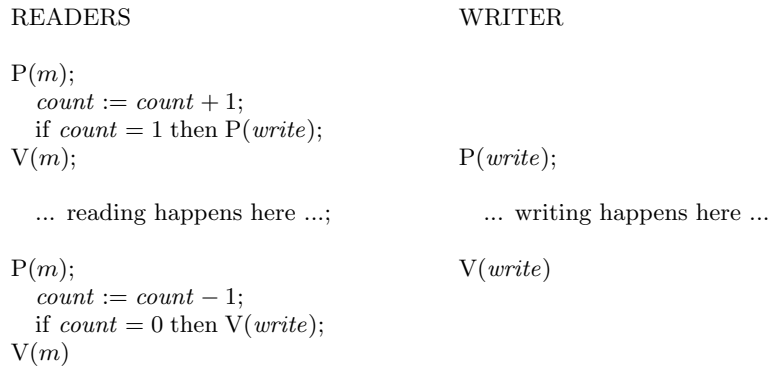 READERS
P(m);
count := count + 1;
if count = 1 then P(write);
V(m);
... reading happens here ...;
P(m);
count := count − 1;
if count = 0 then V(write);
V(m)
WRITER
P(write);
... writing happens here ...
V(write)